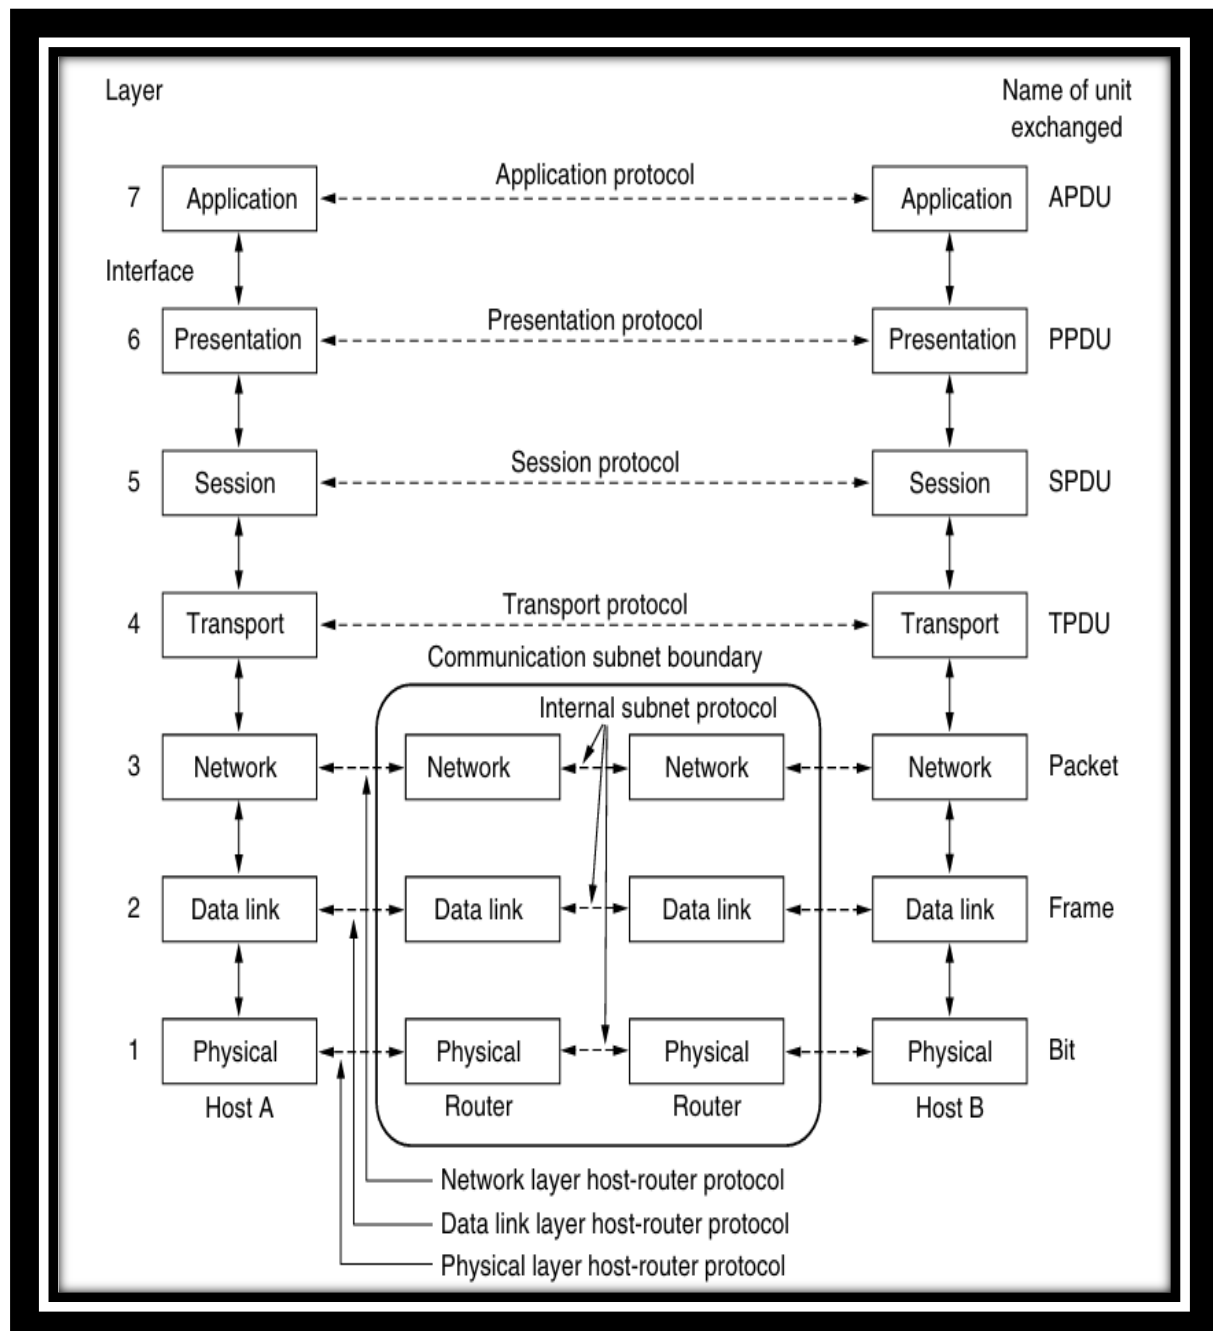 Layer
Name of unit
exchanged
Application protocol
7
Application
Application
APDU
Interface
Presentation protocol
6
Presentation
Presentation
PPDU
Session protocol
5
Session
Session
SPDU
Transport protocol
4
Transport
Transport
TPDU
Communication subnet boundary
Internal subnet protocol
3
Network
Network
Network
Network
Packet
2
Data link
Data link
Data link
Data link
Frame
1
Physical
Physical
Physical
Physical
Bit
Host A
Router
Router
Host B
Network layer host-router protocol
Data link layer host-router protocol
Physical layer host-router protocol